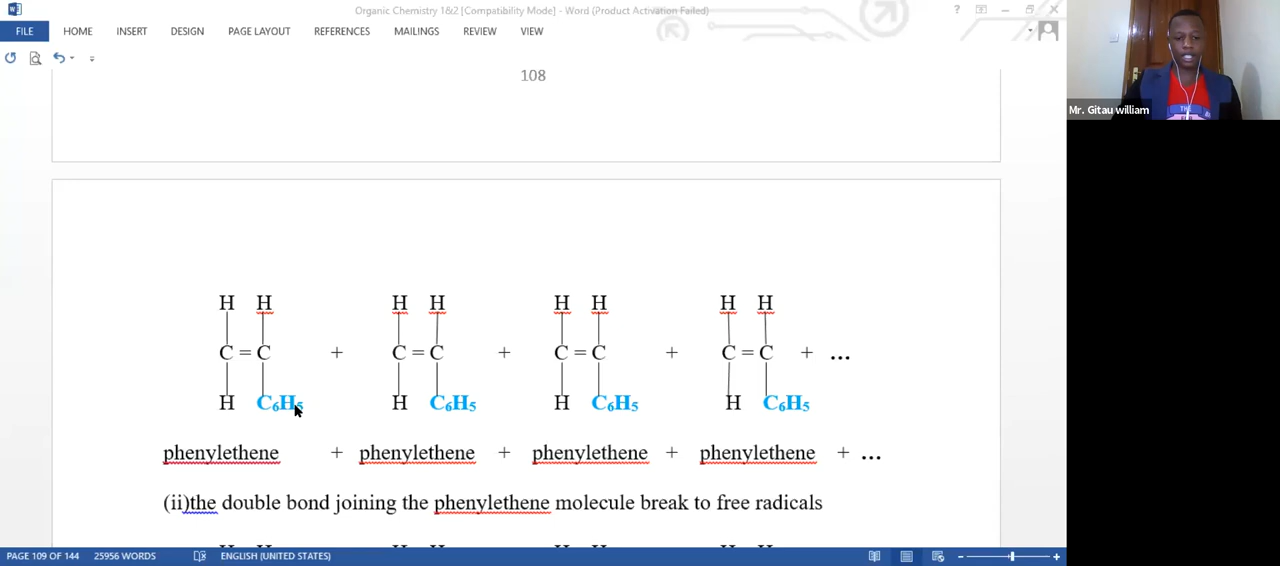 Organic Chemistry 1&2 [Compatibility Mode] - Word (Product Activation Failed)
FILE HOME INSERT DESIGN PAGE LAYOUT REFERENCES MAILINGS REVIEW VIEW
Mr. Gitau william
108
H H H H H H H H
C = C + C = C + C = C + C = C + ...
H C₆H₅ H C₆H₅ H C₆H₅ H C₆H₅
phenylethene + phenylethene + phenylethene + phenylethene + ...
(ii)the double bond joining the phenylethene molecule break to free radicals
PAGE 109 OF 144 25956 WORDS ENGLISH (UNITED STATES)